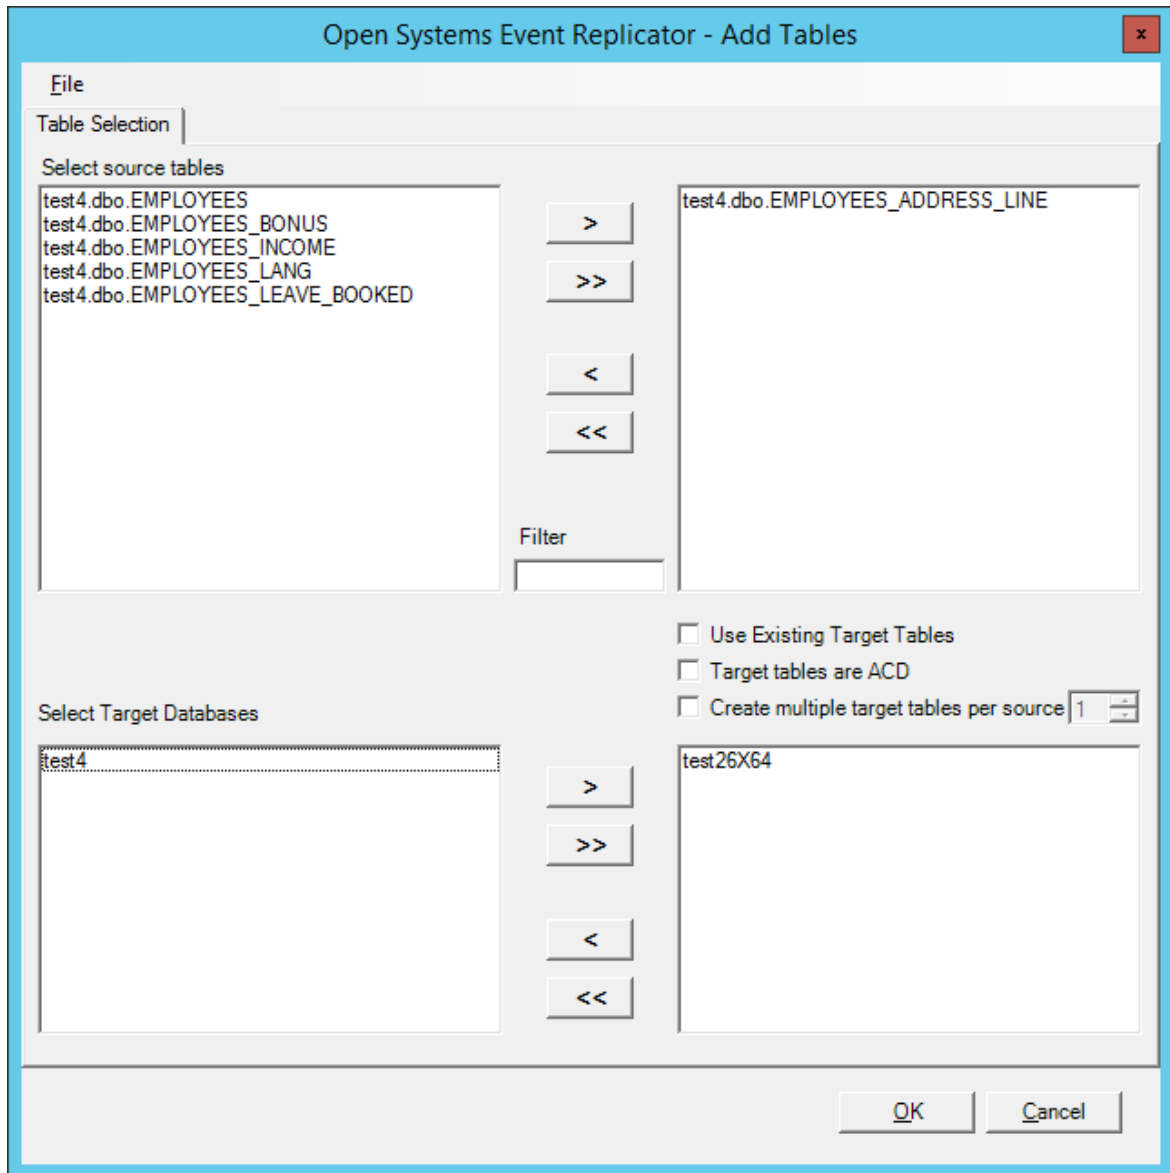 Open Systems Event Replicator - Add Tables
x
File
Table Selection
Select source tables
test4.dbo.EMPLOYEES
test4.dbo.EMPLOYEES_BONUS
test4.dbo.EMPLOYEES_INCOME
test4.dbo.EMPLOYEES_LANG
test4.dbo.EMPLOYEES_LEAVE_BOOKED
>
>>
<
<<
Filter
test4.dbo.EMPLOYEES_ADDRESS_LINE
Use Existing Target Tables
Target tables are ACD
Create multiple target tables per source 1
Select Target Databases
test4
>
>>
<
<<
test26X64
OK
Cancel